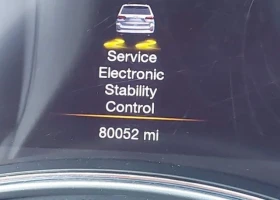 Service
Electronic
Stability
Control
80052 mi